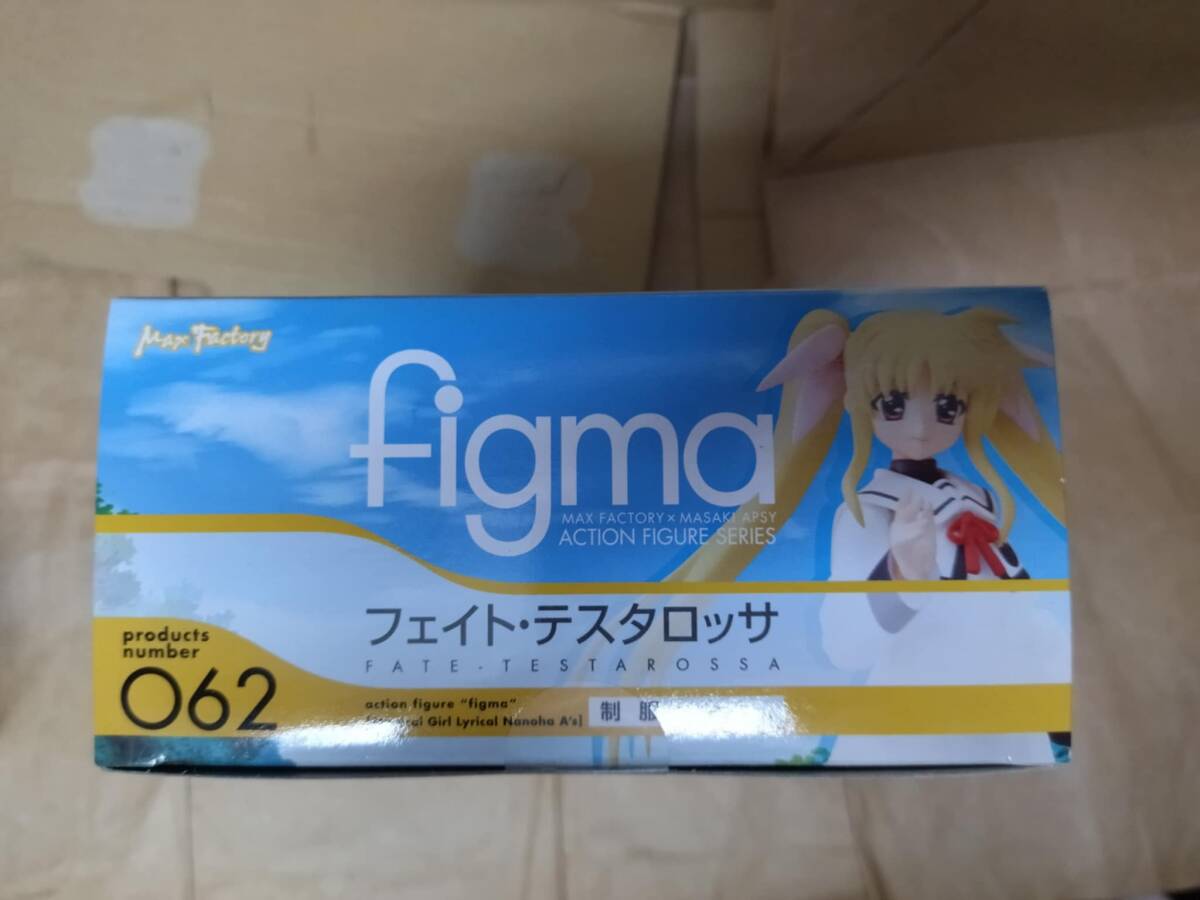 Max Factory
figma
MAX FACTORY×MASAKI APSY
ACTION FIGURE SERIES
フェイト・テスタロッサ
FATE-TESTAROSSA
products
number
062
action figure "figma"
Girl Lyrical Nanoha A's]
制服